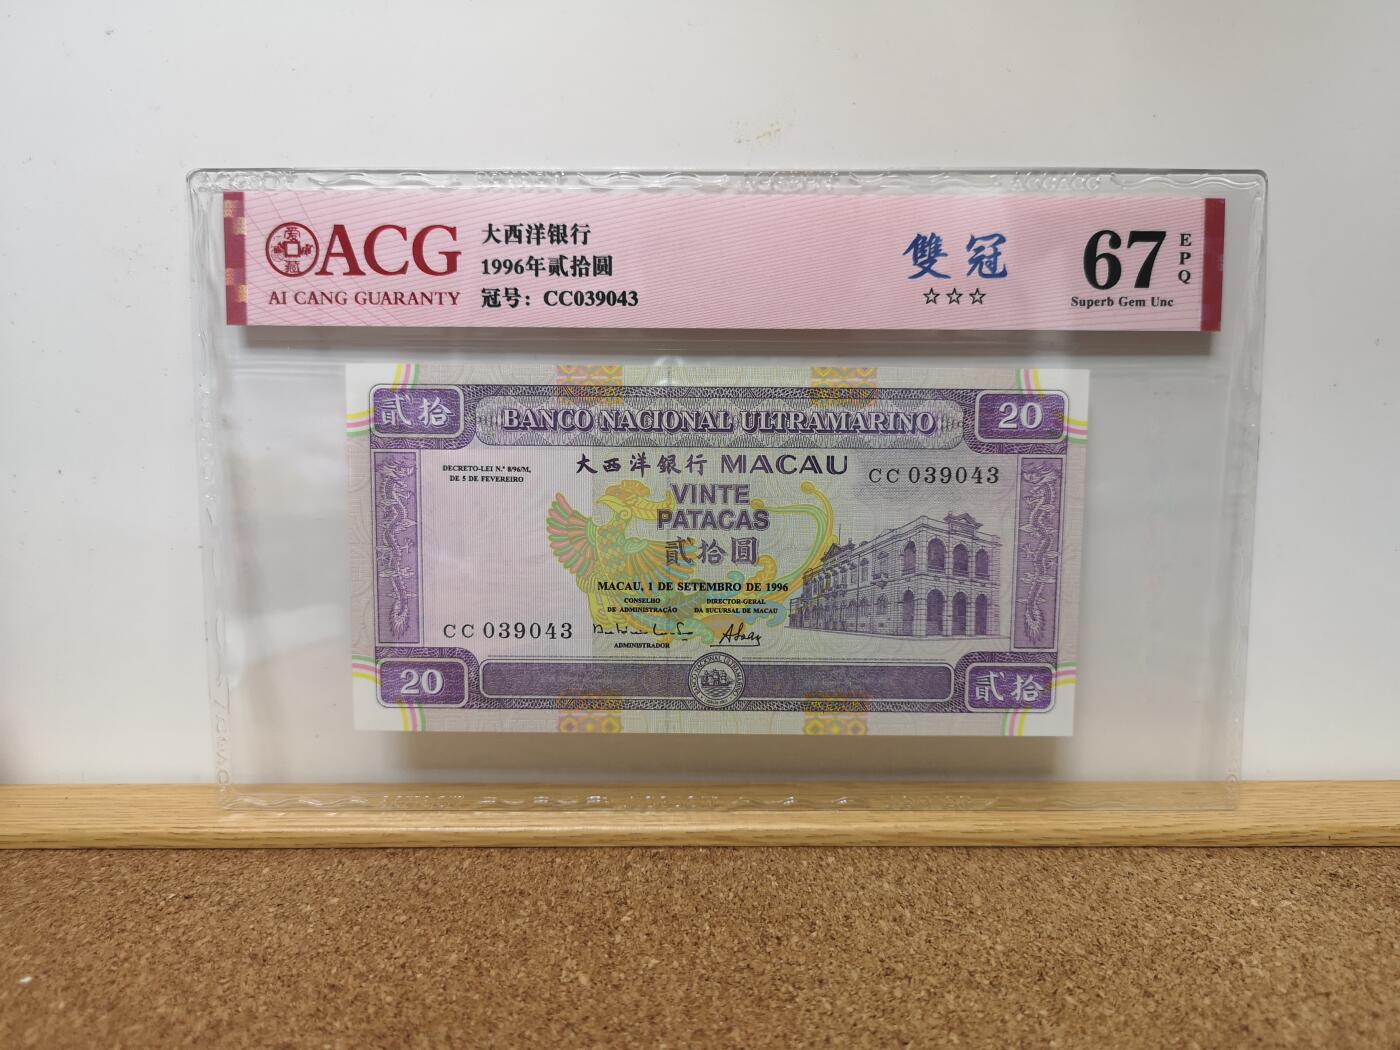 ACG
AI CANG GUARANTY
大西洋银行
1996年贰拾圆
冠号：CC039043
雙冠
☆☆☆
67
EPQ
Superb Gem Unc
貳拾
BANCO NACIONAL ULTRAMARINO
20
DECRETO-LEI N.º 8/96/M,
DE 5 DE FEVEREIRO
大西洋銀行 MACAU
CC 039043
VINTE
PATACAS
貳拾圓
MACAU, 1 DE SETEMBRO DE 1996
CONSELHO
DE ADMINISTRAÇÃO
DIRECTOR-GERAL
DA SUCURSAL DE MACAU
CC 039043
ADMINISTRADOR
20
貳拾